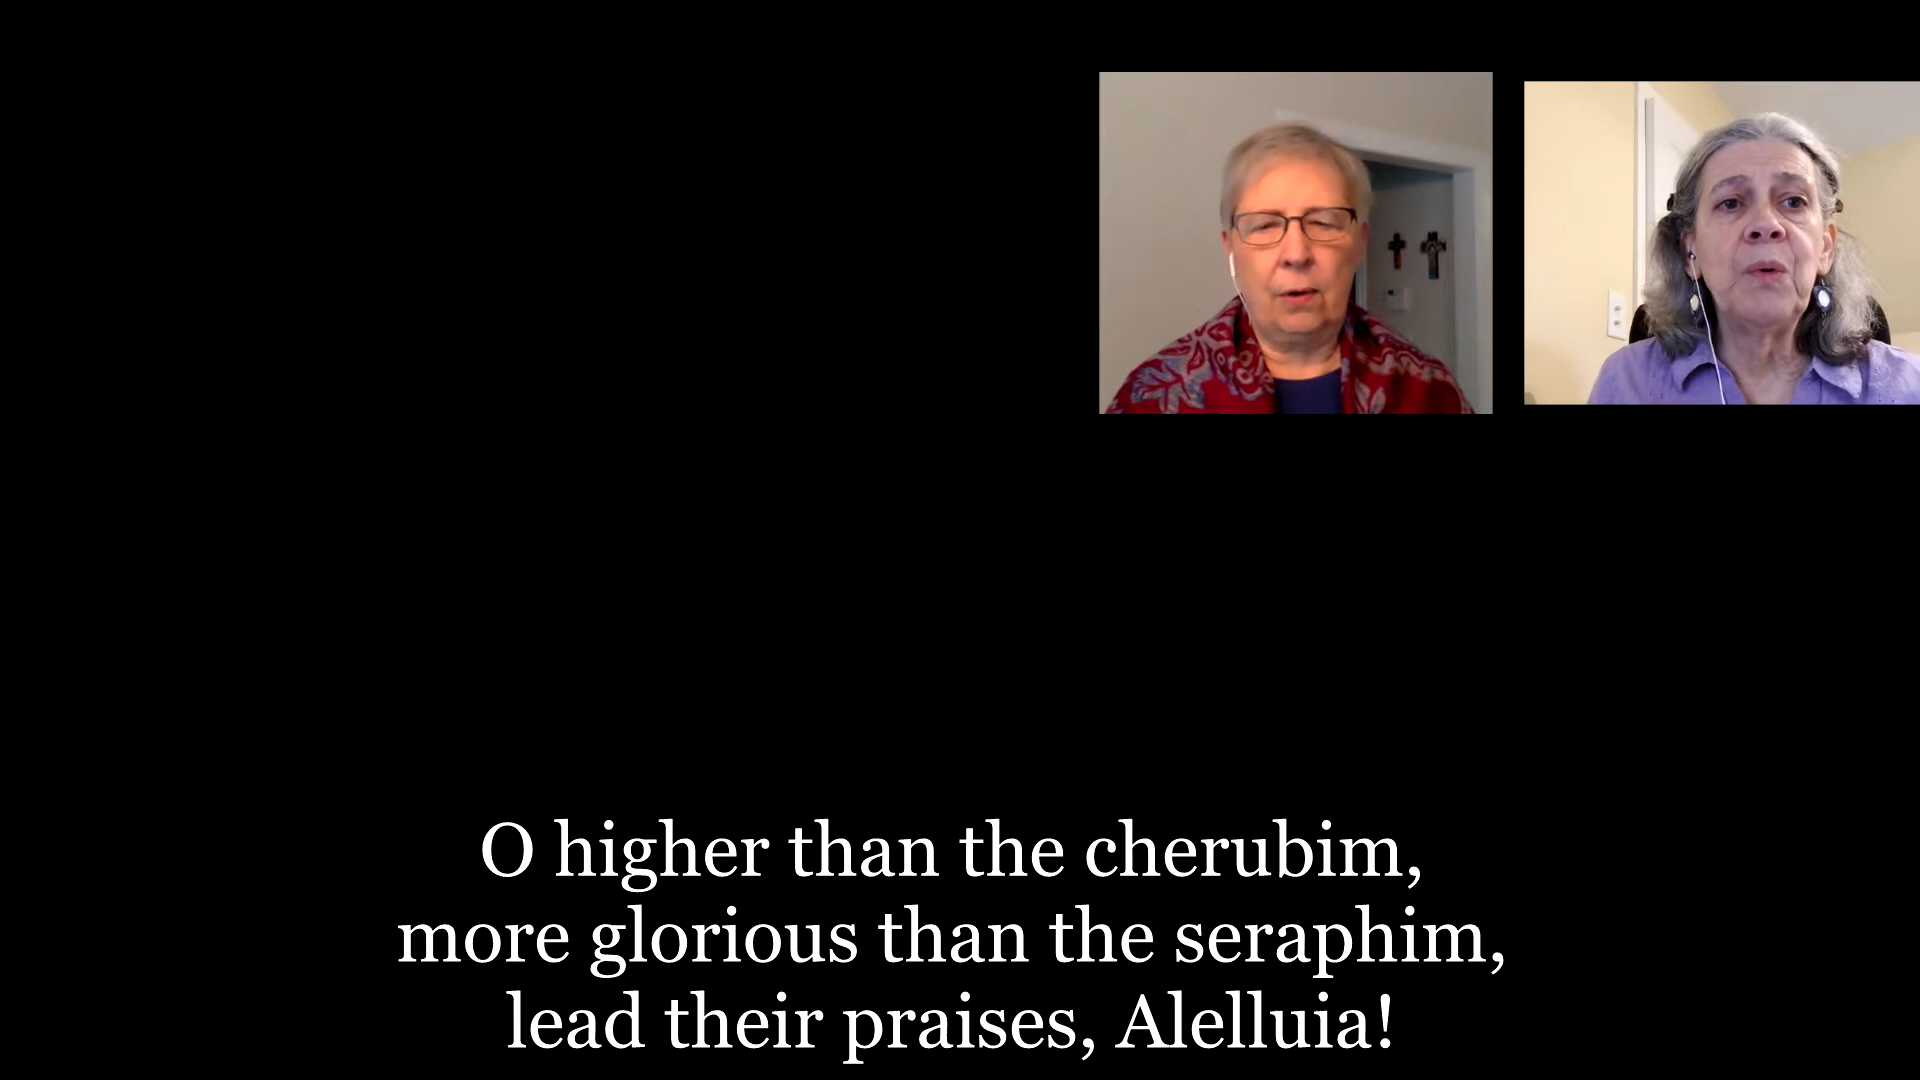 O higher than the cherubim,
more glorious than the seraphim,
lead their praises, Alelluia!